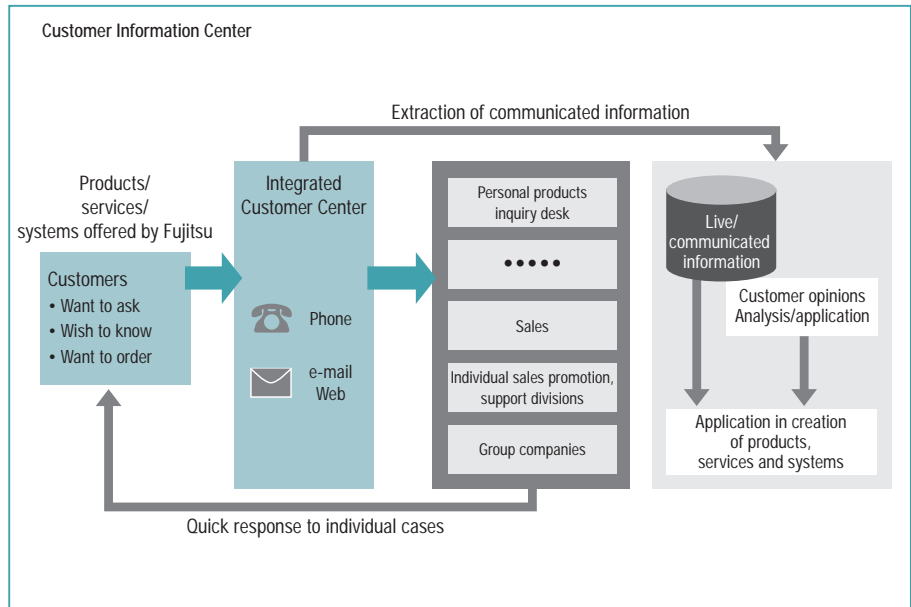 Customer Information Center
Extraction of communicated information
Products/
services/
systems offered by Fujitsu
Customers
• Want to ask
• Wish to know
• Want to order
Integrated
Customer Center
Phone
e-mail
Web
Personal products
inquiry desk
•••••
Sales
Individual sales promotion,
support divisions
Group companies
Live/
communicated
information
Customer opinions
Analysis/application
Application in creation
of products,
services and systems
Quick response to individual cases